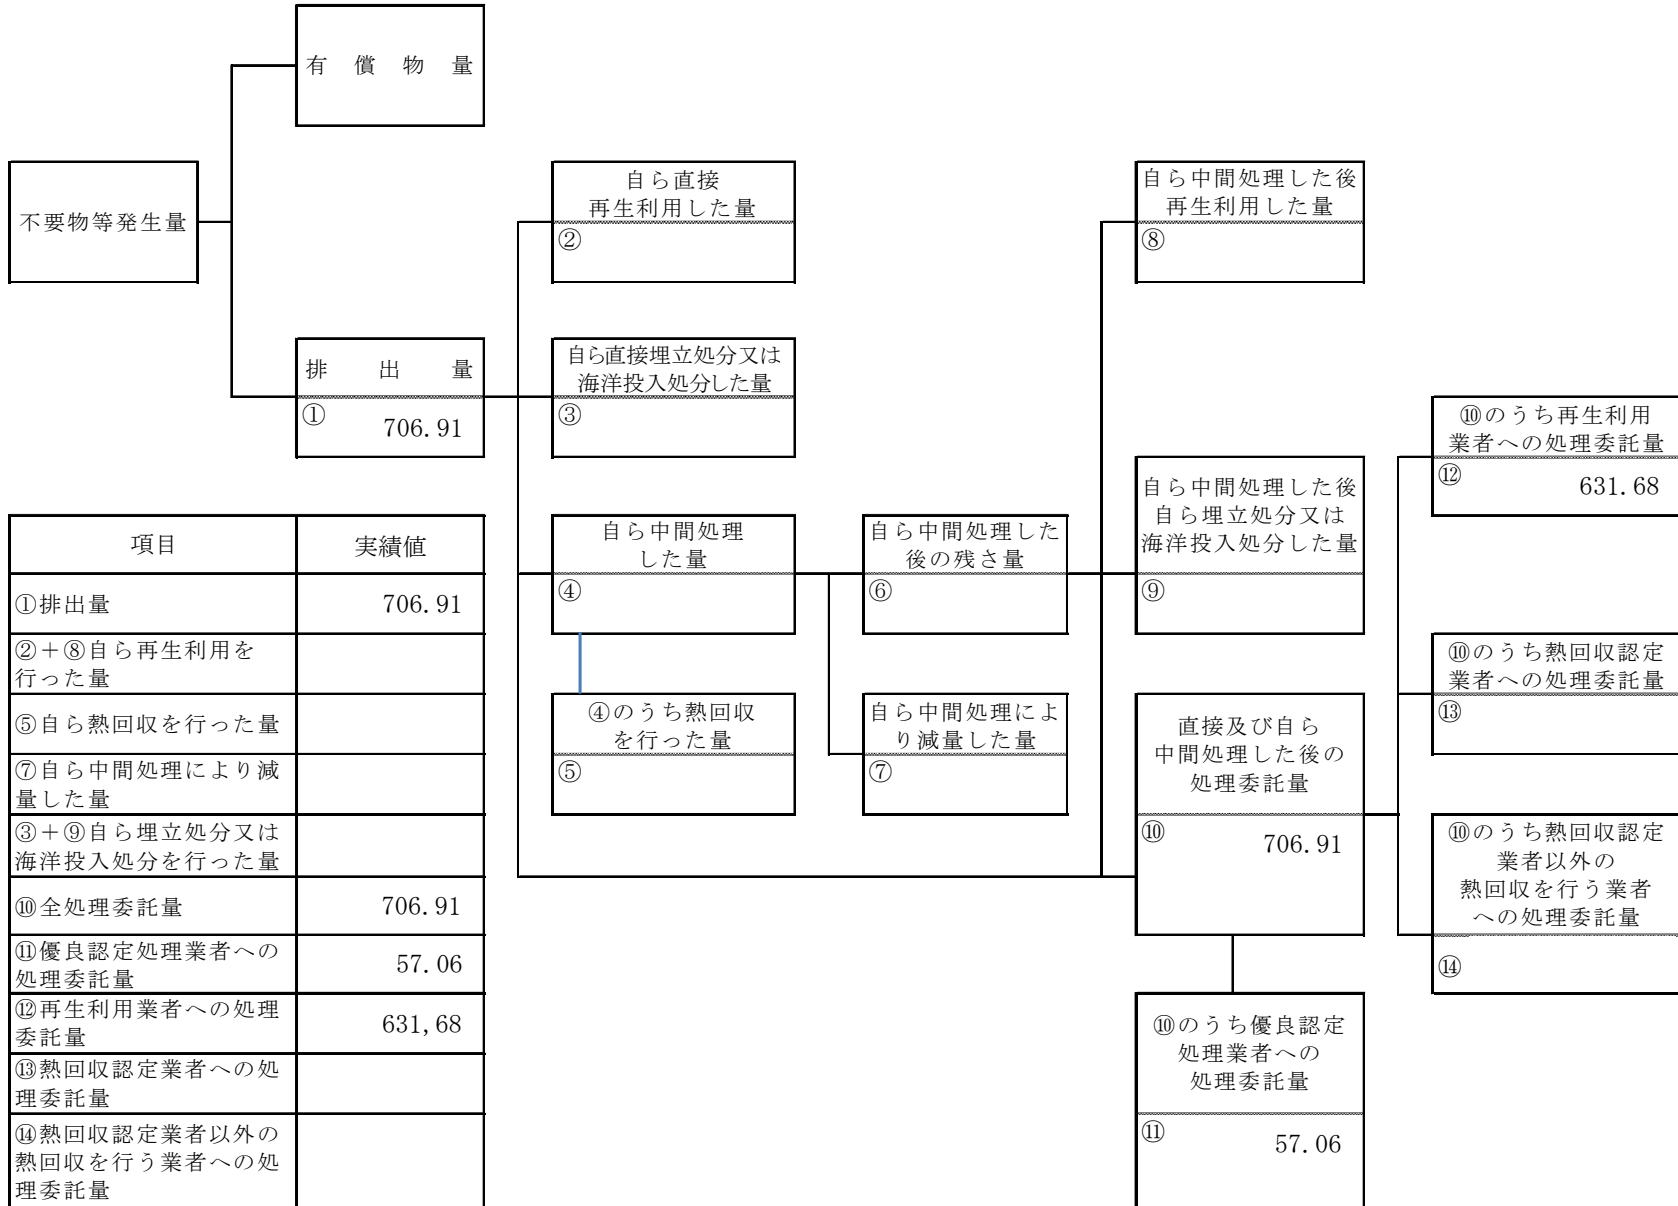 有償物量
不要物等発生量
自ら直接
再生利用した量
②
自ら中間処理した後
再生利用した量
⑧
排出量
① 706.91
自ら直接埋立処分又は
海洋投入処分した量
③
⑩のうち再生利用
業者への処理委託量
⑫ 631.68
自ら中間処理
した量
④
自ら中間処理した
後の残さ量
⑥
自ら中間処理した後
自ら埋立処分又は
海洋投入処分した量
⑨
④のうち熱回収
を行った量
⑤
自ら中間処理によ
り減量した量
⑦
直接及び自ら
中間処理した後の
処理委託量
⑩ 706.91
⑩のうち熱回収認定
業者への処理委託量
⑬
⑩のうち熱回収認定
業者以外の
熱回収を行う業者
への処理委託量
⑭
⑩のうち優良認定
処理業者への
処理委託量
⑪ 57.06
項目 実績値
①排出量 706.91
②+⑧自ら再生利用を
行った量
⑤自ら熱回収を行った量
⑦自ら中間処理により減
量した量
③+⑨自ら埋立処分又は
海洋投入処分を行った量
⑩全処理委託量 706.91
⑪優良認定処理業者への
処理委託量 57.06
⑫再生利用業者への処理
委託量 631,68
⑬熱回収認定業者への処
理委託量
⑭熱回収認定業者以外の
熱回収を行う業者への処
理委託量